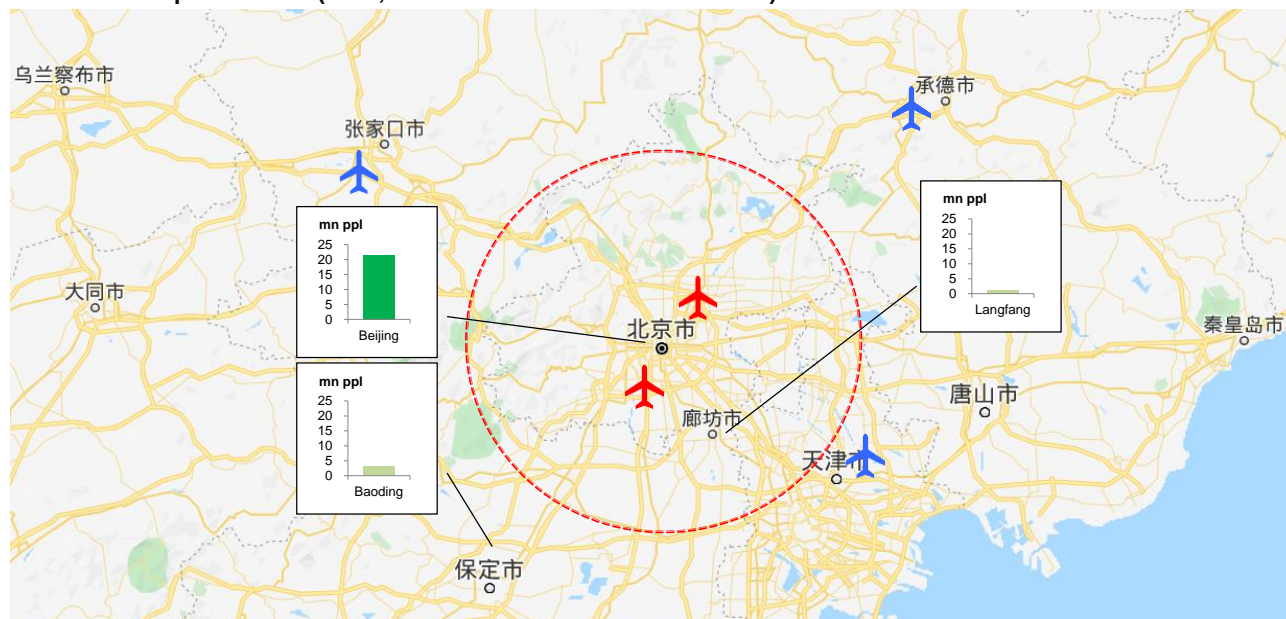 乌兰察布市
承德市
张家口市
mn ppl
25
20
15
10
5
0
Langfang
mn ppl
25
20
15
10
5
0
Beijing
大同市
北京市
秦皇岛市
mn ppl
25
20
15
10
5
0
Baoding
唐山市
廊坊市
天津市
保定市